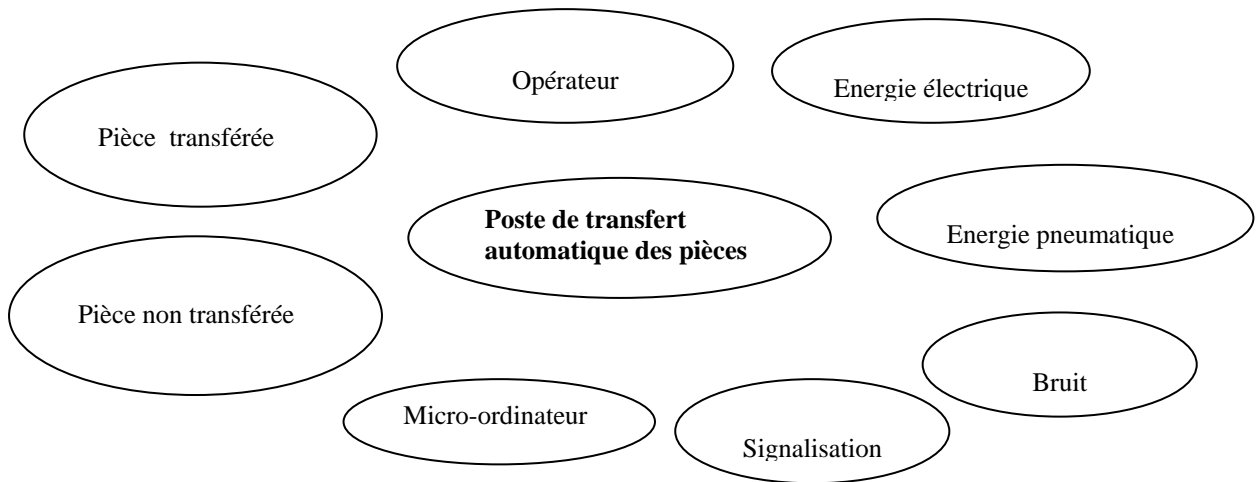 Opérateur
Energie électrique
Pièce transférée
Poste de transfert
automatique des pièces
Energie pneumatique
Pièce non transférée
Bruit
Micro-ordinateur
Signalisation